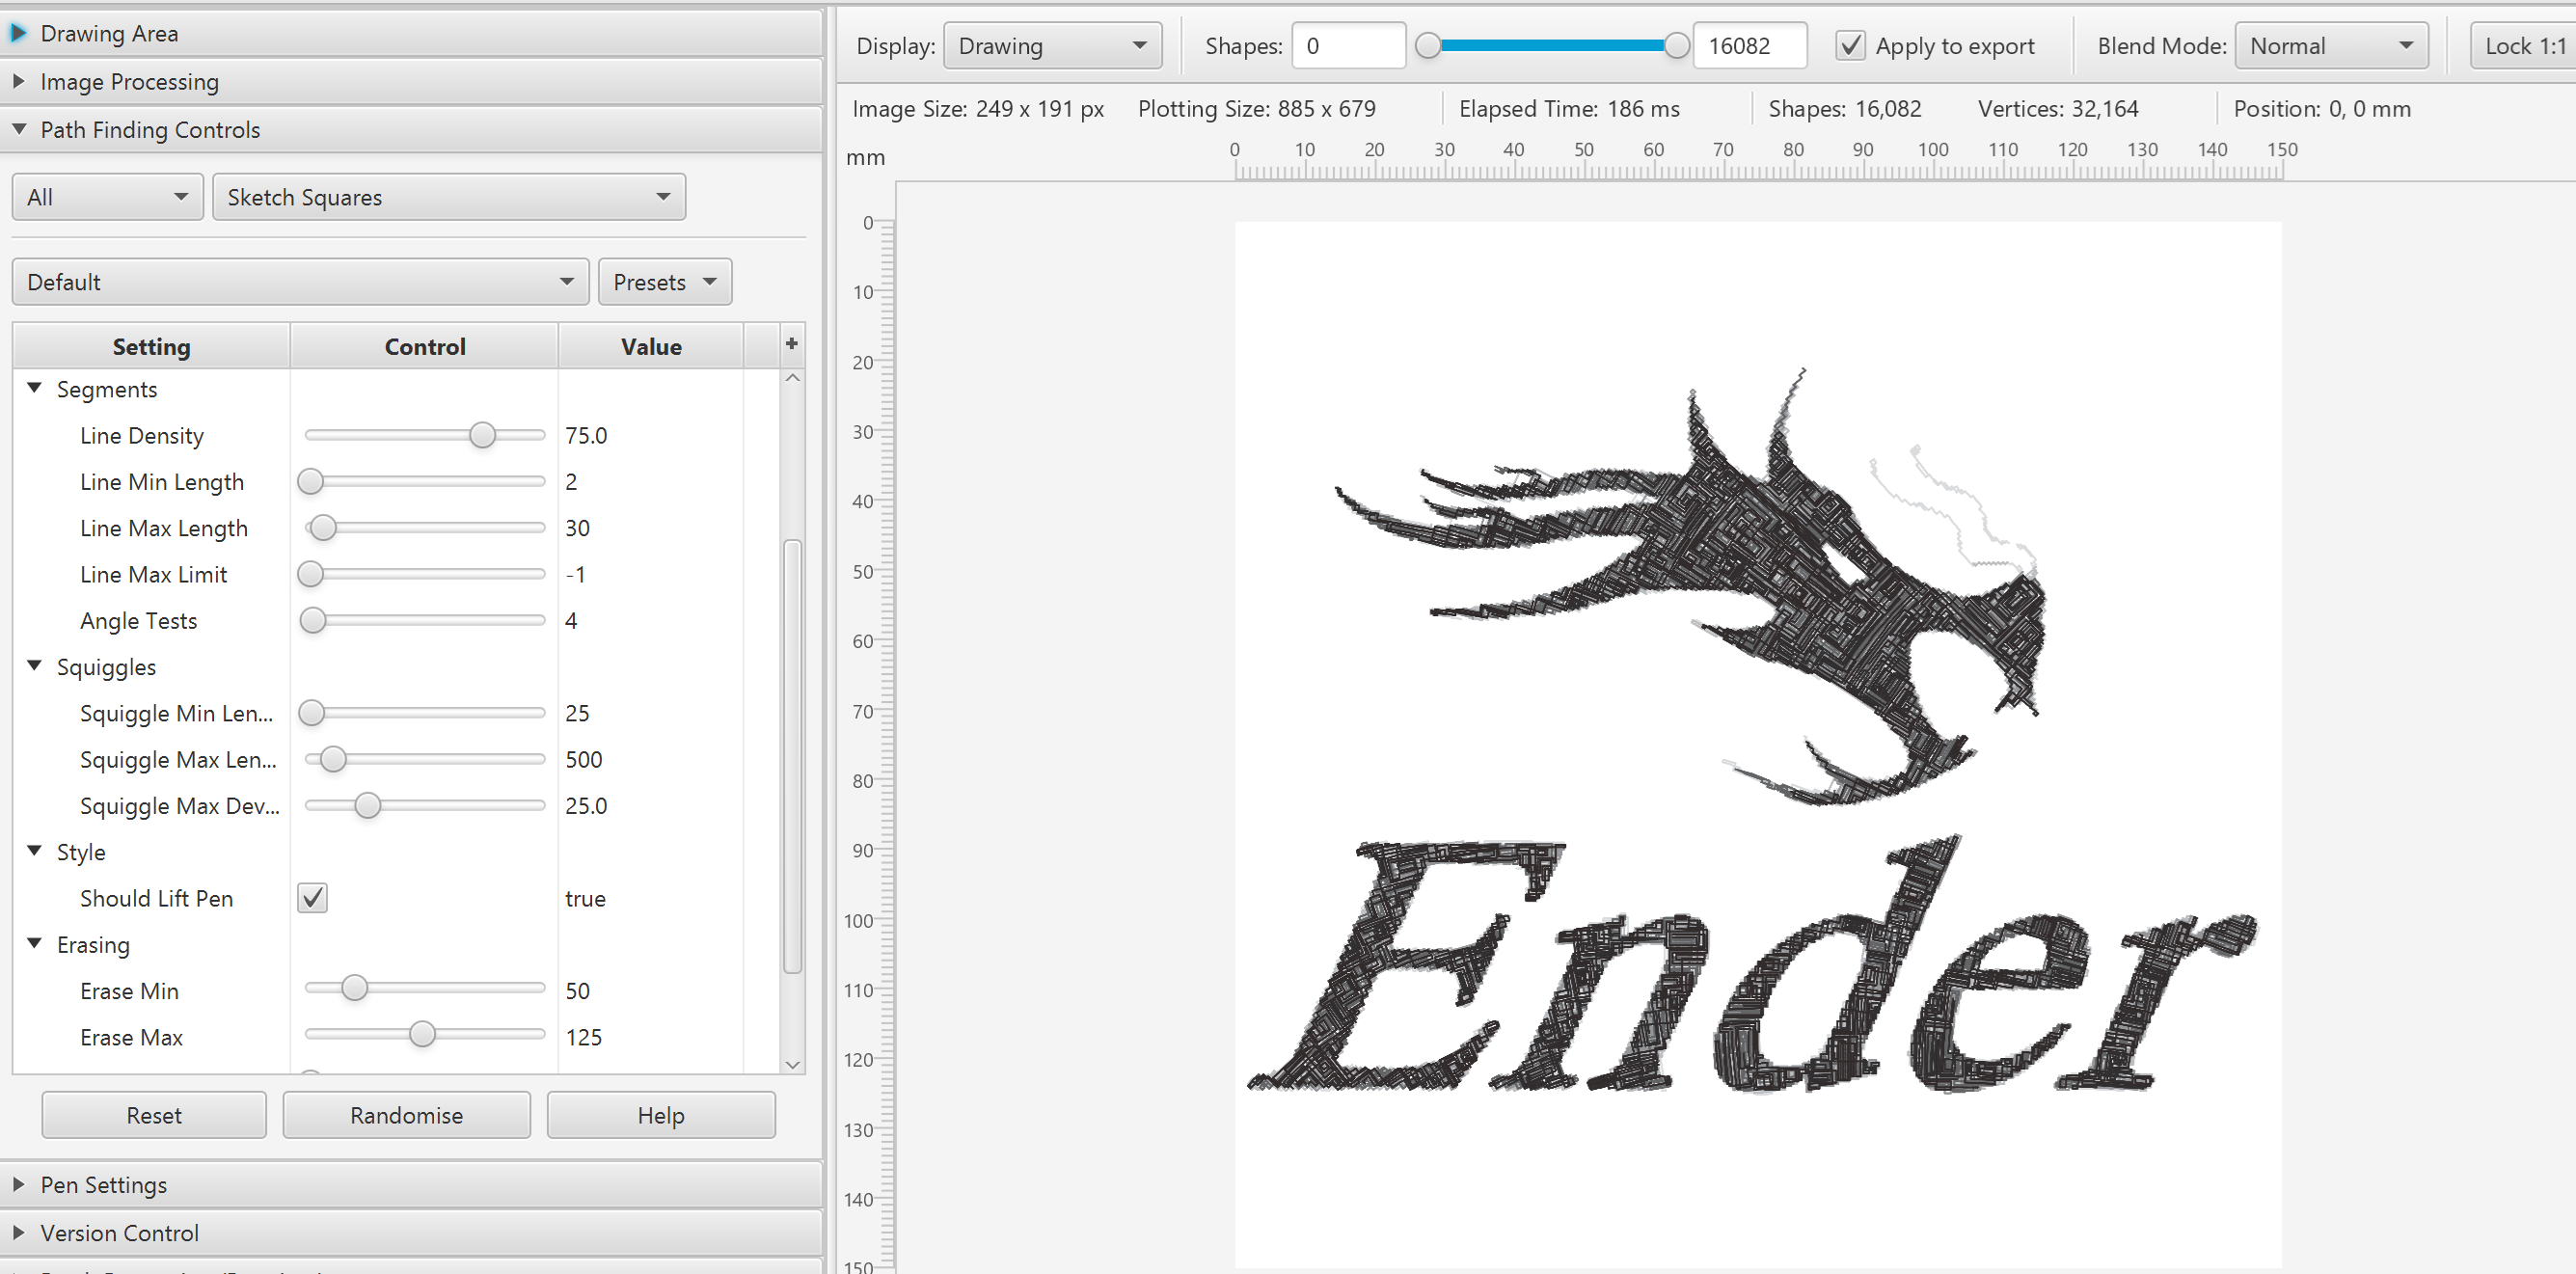 Drawing Area
Image Processing
Path Finding Controls
All
Sketch Squares
Default
Presets
Setting Control Value +
Segments
Line Density 75.0
Line Min Length 2
Line Max Length 30
Line Max Limit -1
Angle Tests 4
Squiggles
Squiggle Min Len... 25
Squiggle Max Len... 500
Squiggle Max Dev... 25.0
Style
Should Lift Pen true
Erasing
Erase Min 50
Erase Max 125
Reset Randomise Help
Pen Settings
Version Control
Display: Drawing Shapes: 0 16082 Apply to export Blend Mode: Normal Lock 1:1
Image Size: 249 x 191 px Plotting Size: 885 x 679 Elapsed Time: 186 ms Shapes: 16,082 Vertices: 32,164 Position: 0, 0 mm
mm
0 10 20 30 40 50 60 70 80 90 100 110 120 130 140 150
0
10
20
30
40
50
60
70
80
90
100
110
120
130
140
150
Ender